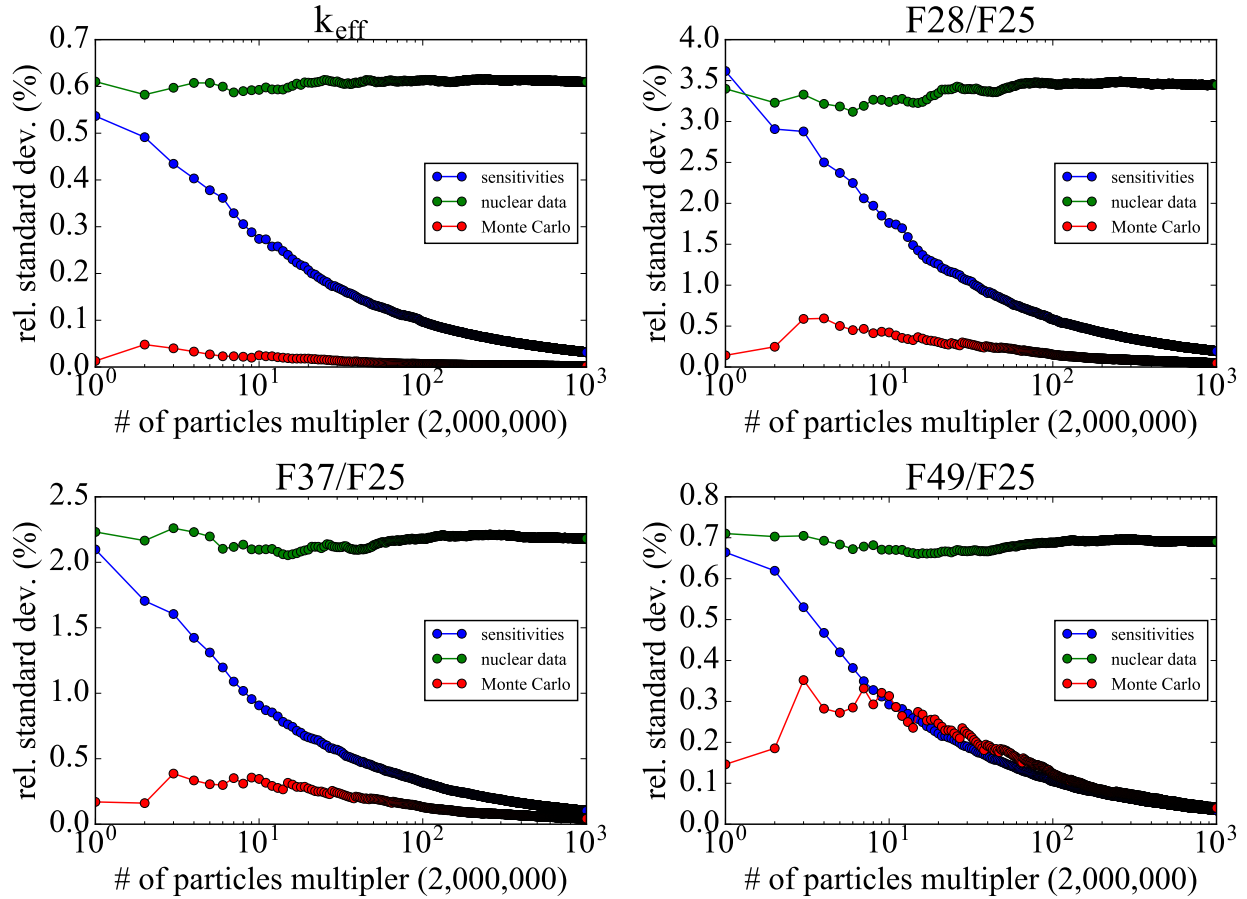 k_eff
rel. standard dev. (%)
0.7
0.6
0.5
0.4
0.3
0.2
0.1
0.0
sensitivities
nuclear data
Monte Carlo
10^0 10^1 10^2 10^3
# of particles multipler (2,000,000)
F28/F25
rel. standard dev. (%)
4.0
3.5
3.0
2.5
2.0
1.5
1.0
0.5
0.0
sensitivities
nuclear data
Monte Carlo
10^0 10^1 10^2 10^3
# of particles multipler (2,000,000)
F37/F25
rel. standard dev. (%)
2.5
2.0
1.5
1.0
0.5
0.0
sensitivities
nuclear data
Monte Carlo
10^0 10^1 10^2 10^3
# of particles multipler (2,000,000)
F49/F25
rel. standard dev. (%)
0.8
0.7
0.6
0.5
0.4
0.3
0.2
0.1
0.0
sensitivities
nuclear data
Monte Carlo
10^0 10^1 10^2 10^3
# of particles multipler (2,000,000)